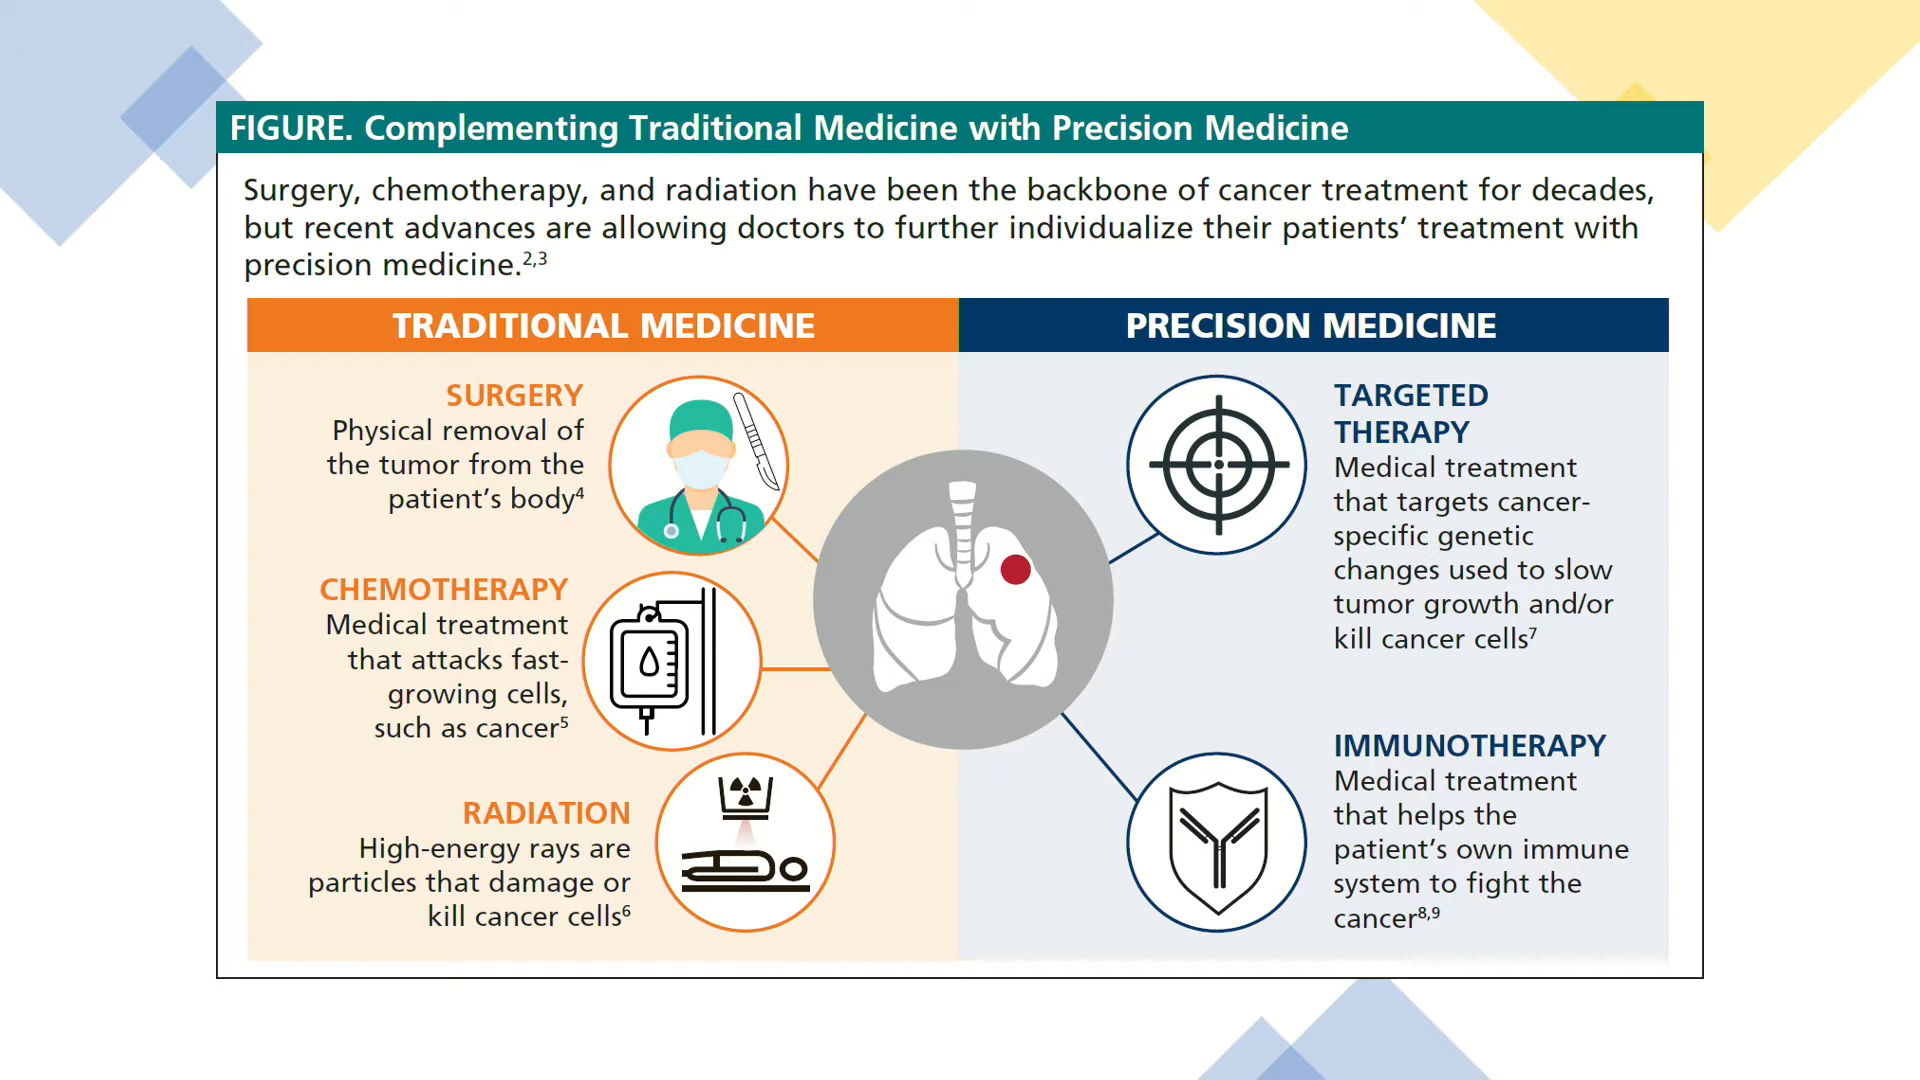 FIGURE. Complementing Traditional Medicine with Precision Medicine
Surgery, chemotherapy, and radiation have been the backbone of cancer treatment for decades,
but recent advances are allowing doctors to further individualize their patients’ treatment with
precision medicine.2,3
TRADITIONAL MEDICINE
SURGERY
Physical removal of
the tumor from the
patient’s body4
CHEMOTHERAPY
Medical treatment
that attacks fast-
growing cells,
such as cancer5
RADIATION
High-energy rays are
particles that damage or
kill cancer cells6
PRECISION MEDICINE
TARGETED
THERAPY
Medical treatment
that targets cancer-
specific genetic
changes used to slow
tumor growth and/or
kill cancer cells7
IMMUNOTHERAPY
Medical treatment
that helps the
patient’s own immune
system to fight the
cancer8,9